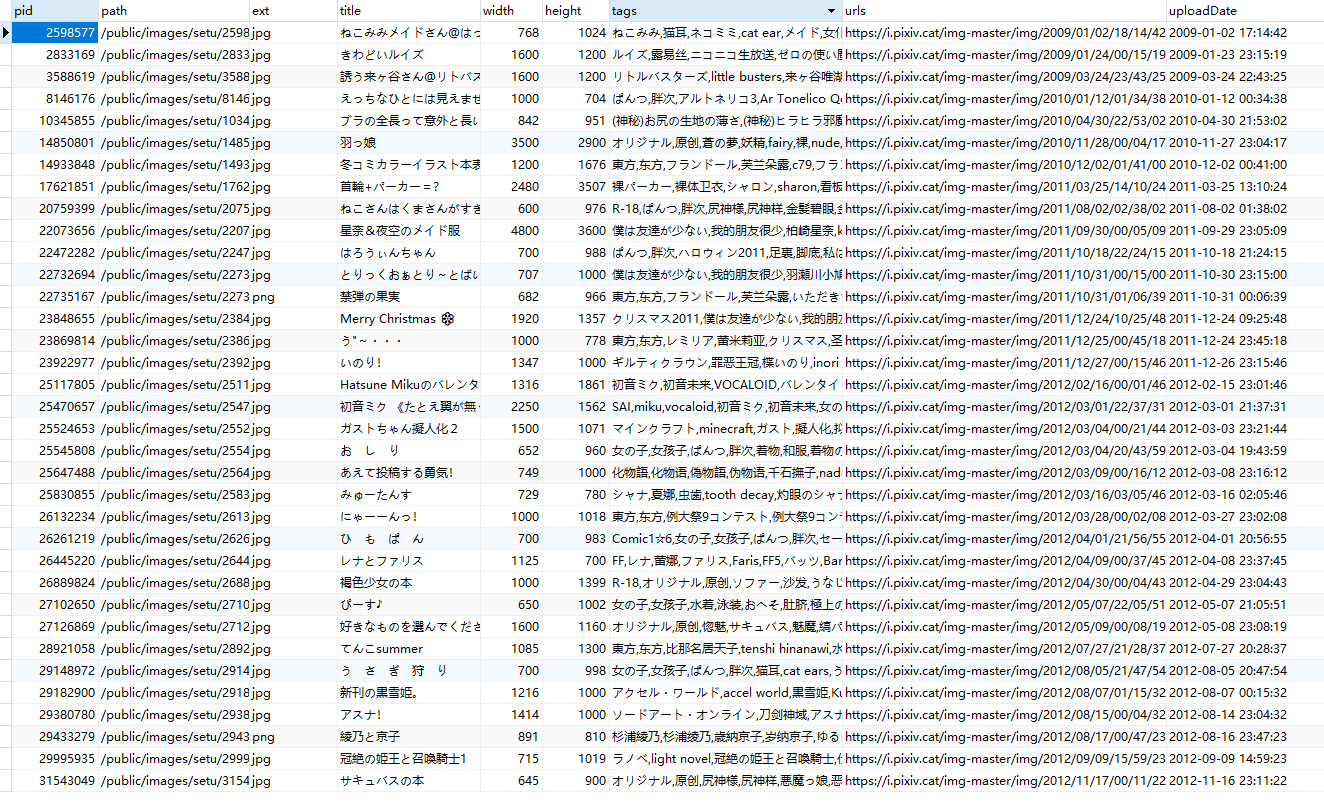 pid path ext title width height tags urls uploadDate
2598577 /public/images/setu/2598 jpg ねこみみメイドさん@はっ 768 1024 ねこみみ,猫耳,ネコミミ,cat ear,メイド,女仆 https://i.pixiv.cat/img-master/img/2009/01/02/18/14/42 2009-01-02 17:14:42
2833169 /public/images/setu/2833 jpg きわどいルイズ 1600 1200 ルイズ,露易丝,ニコニコ生放送,ゼロの使い魔 https://i.pixiv.cat/img-master/img/2009/01/24/00/15/19 2009-01-23 23:15:19
3588619 /public/images/setu/3588 jpg 誘う来ヶ谷さん@リトバス 1600 1200 リトルバスターズ,little busters,来ヶ谷唯湖 https://i.pixiv.cat/img-master/img/2009/03/24/23/43/25 2009-03-24 22:43:25
8146176 /public/images/setu/8146 jpg えっちなひとには見えませ 1000 704 ぱんつ,胖次,アルトネリコ3,Ar Tonelico Qo https://i.pixiv.cat/img-master/img/2010/01/12/01/34/38 2010-01-12 00:34:38
10345855 /public/images/setu/1034 jpg ブラの全長って意外と長い 842 951 (神秘)お尻の生地の薄さ,(神秘)ヒラヒラ邪魔 https://i.pixiv.cat/img-master/img/2010/04/30/22/53/02 2010-04-30 21:53:02
14850801 /public/images/setu/1485 jpg 羽っ娘 3500 2900 オリジナル,原创,蒼の夢,妖精,fairy,裸,nude, https://i.pixiv.cat/img-master/img/2010/11/28/00/04/17 2010-11-27 23:04:17
14933848 /public/images/setu/1493 jpg 冬コミカラーイラスト本表 1200 1676 東方,东方,フランドール,芙兰朵露,c79,フラン https://i.pixiv.cat/img-master/img/2010/12/02/01/41/00 2010-12-02 00:41:00
17621851 /public/images/setu/1762 jpg 首輪+パーカー=? 2480 3507 裸パーカー,裸体卫衣,シャロン,sharon,看板 https://i.pixiv.cat/img-master/img/2011/03/25/14/10/24 2011-03-25 13:10:24
20759399 /public/images/setu/2075 jpg ねこさんはくまさんがすき 600 976 R-18,ぱんつ,胖次,尻神様,尻神样,金髪碧眼,金 https://i.pixiv.cat/img-master/img/2011/08/02/02/38/02 2011-08-02 01:38:02
22073656 /public/images/setu/2207 jpg 星奈&夜空のメイド服 4800 3600 僕は友達が少ない,我的朋友很少,柏崎星奈,k https://i.pixiv.cat/img-master/img/2011/09/30/00/05/09 2011-09-29 23:05:09
22472282 /public/images/setu/2247 jpg はろうぃんちゃん 700 988 ぱんつ,胖次,ハロウィン2011,足裏,脚底,私に https://i.pixiv.cat/img-master/img/2011/10/18/22/24/15 2011-10-18 21:24:15
22732694 /public/images/setu/2273 jpg とりっくおぁとり～とばい 707 1000 僕は友達が少ない,我的朋友很少,羽瀬川小鳩 https://i.pixiv.cat/img-master/img/2011/10/31/00/15/00 2011-10-30 23:15:00
22735167 /public/images/setu/2273 png 禁弾の果実 682 966 東方,东方,フランドール,芙兰朵露,いただきマ https://i.pixiv.cat/img-master/img/2011/10/31/01/06/39 2011-10-31 00:06:39
23848655 /public/images/setu/2384 jpg Merry Christmas 1920 1357 クリスマス2011,僕は友達が少ない,我的朋友 https://i.pixiv.cat/img-master/img/2011/12/24/10/25/48 2011-12-24 09:25:48
23869814 /public/images/setu/2386 jpg う"～・・・ 1000 778 東方,东方,レミリア,蕾米莉亚,クリスマス,圣 https://i.pixiv.cat/img-master/img/2011/12/25/00/45/18 2011-12-24 23:45:18
23922977 /public/images/setu/2392 jpg いのり! 1347 1000 ギルティクラウン,罪恶王冠,楪いのり,inori https://i.pixiv.cat/img-master/img/2011/12/27/00/15/46 2011-12-26 23:15:46
25117805 /public/images/setu/2511 jpg Hatsune Mikuのバレンタ 1316 1861 初音ミク,初音未来,VOCALOID,バレンタイ https://i.pixiv.cat/img-master/img/2012/02/16/00/01/46 2012-02-15 23:01:46
25470657 /public/images/setu/2547 jpg 初音ミク 《たとえ翼が無く 2250 1562 SAI,miku,vocaloid,初音ミク,初音未来,女の https://i.pixiv.cat/img-master/img/2012/03/01/22/37/31 2012-03-01 21:37:31
25524653 /public/images/setu/2552 jpg ガストちゃん擬人化2 1500 1071 マインクラフト,minecraft,ガスト,擬人化,拟 https://i.pixiv.cat/img-master/img/2012/03/04/00/21/44 2012-03-03 23:21:44
25545808 /public/images/setu/2554 jpg お　し　り 652 960 女の子,女孩子,ぱんつ,胖次,着物,和服,着物の https://i.pixiv.cat/img-master/img/2012/03/04/20/43/59 2012-03-04 19:43:59
25647488 /public/images/setu/2564 jpg あえて投稿する勇気! 749 1000 化物語,化物语,偽物語,伪物语,千石撫子,nad https://i.pixiv.cat/img-master/img/2012/03/09/00/16/12 2012-03-08 23:16:12
25830855 /public/images/setu/2583 jpg みゅーたんす 729 780 シャナ,夏娜,虫歯,tooth decay,灼眼のシャナ https://i.pixiv.cat/img-master/img/2012/03/16/03/05/46 2012-03-16 02:05:46
26132234 /public/images/setu/2613 jpg にゃーーんっ! 1000 1018 東方,东方,例大祭9コンテスト,例大祭9コン https://i.pixiv.cat/img-master/img/2012/03/28/00/02/08 2012-03-27 23:02:08
26261219 /public/images/setu/2626 jpg ひ　も　ぱ　ん 700 983 Comic1☆6,女の子,女孩子,ぱんつ,胖次,セー https://i.pixiv.cat/img-master/img/2012/04/01/21/56/55 2012-04-01 20:56:55
26445220 /public/images/setu/2644 jpg レナとファリス 1125 700 FF,レナ,蕾娜,ファリス,Faris,FF5,バッツ,Bar https://i.pixiv.cat/img-master/img/2012/04/09/00/37/45 2012-04-08 23:37:45
26889824 /public/images/setu/2688 jpg 褐色少女の本 1000 1399 R-18,オリジナル,原创,ソファー,沙发,うなじ https://i.pixiv.cat/img-master/img/2012/04/30/00/04/43 2012-04-29 23:04:43
27102650 /public/images/setu/2710 jpg ぴーす♪ 650 1002 女の子,女孩子,水着,泳装,おへそ,肚脐,極上の https://i.pixiv.cat/img-master/img/2012/05/07/22/05/51 2012-05-07 21:05:51
27126869 /public/images/setu/2712 jpg 好きなものを選んでくださ 1600 1160 オリジナル,原创,惚魅,サキュバス,魅魔,縞パ https://i.pixiv.cat/img-master/img/2012/05/09/00/08/19 2012-05-08 23:08:19
28921058 /public/images/setu/2892 jpg てんこsummer 1085 1300 東方,东方,比那名居天子,tenshi hinanawi,水 https://i.pixiv.cat/img-master/img/2012/07/27/21/28/37 2012-07-27 20:28:37
29148972 /public/images/setu/2914 jpg う　さ　ぎ　狩　り 700 998 女の子,女孩子,ぱんつ,胖次,猫耳,cat ears,う https://i.pixiv.cat/img-master/img/2012/08/05/21/47/54 2012-08-05 20:47:54
29182900 /public/images/setu/2918 jpg 新刊の黒雪姫。 1216 1000 アクセル・ワールド,accel world,黒雪姫,Ku https://i.pixiv.cat/img-master/img/2012/08/07/01/15/32 2012-08-07 00:15:32
29380780 /public/images/setu/2938 jpg アスナ! 1414 1000 ソードアート・オンライン,刀剑神域,アスナ https://i.pixiv.cat/img-master/img/2012/08/15/00/04/32 2012-08-14 23:04:32
29433279 /public/images/setu/2943 png 綾乃と京子 891 810 杉浦綾乃,杉浦绫乃,歳納京子,岁纳京子,ゆる https://i.pixiv.cat/img-master/img/2012/08/17/00/47/23 2012-08-16 23:47:23
29995935 /public/images/setu/2999 jpg 冠絶の姫王と召喚騎士1 715 1019 ラノベ,light novel,冠絶の姫王と召喚騎士, https://i.pixiv.cat/img-master/img/2012/09/09/15/59/23 2012-09-09 14:59:23
31543049 /public/images/setu/3154 jpg サキュバスの本 645 900 オリジナル,原创,尻神様,尻神样,悪魔っ娘,恶 https://i.pixiv.cat/img-master/img/2012/11/17/00/11/22 2012-11-16 23:11:22